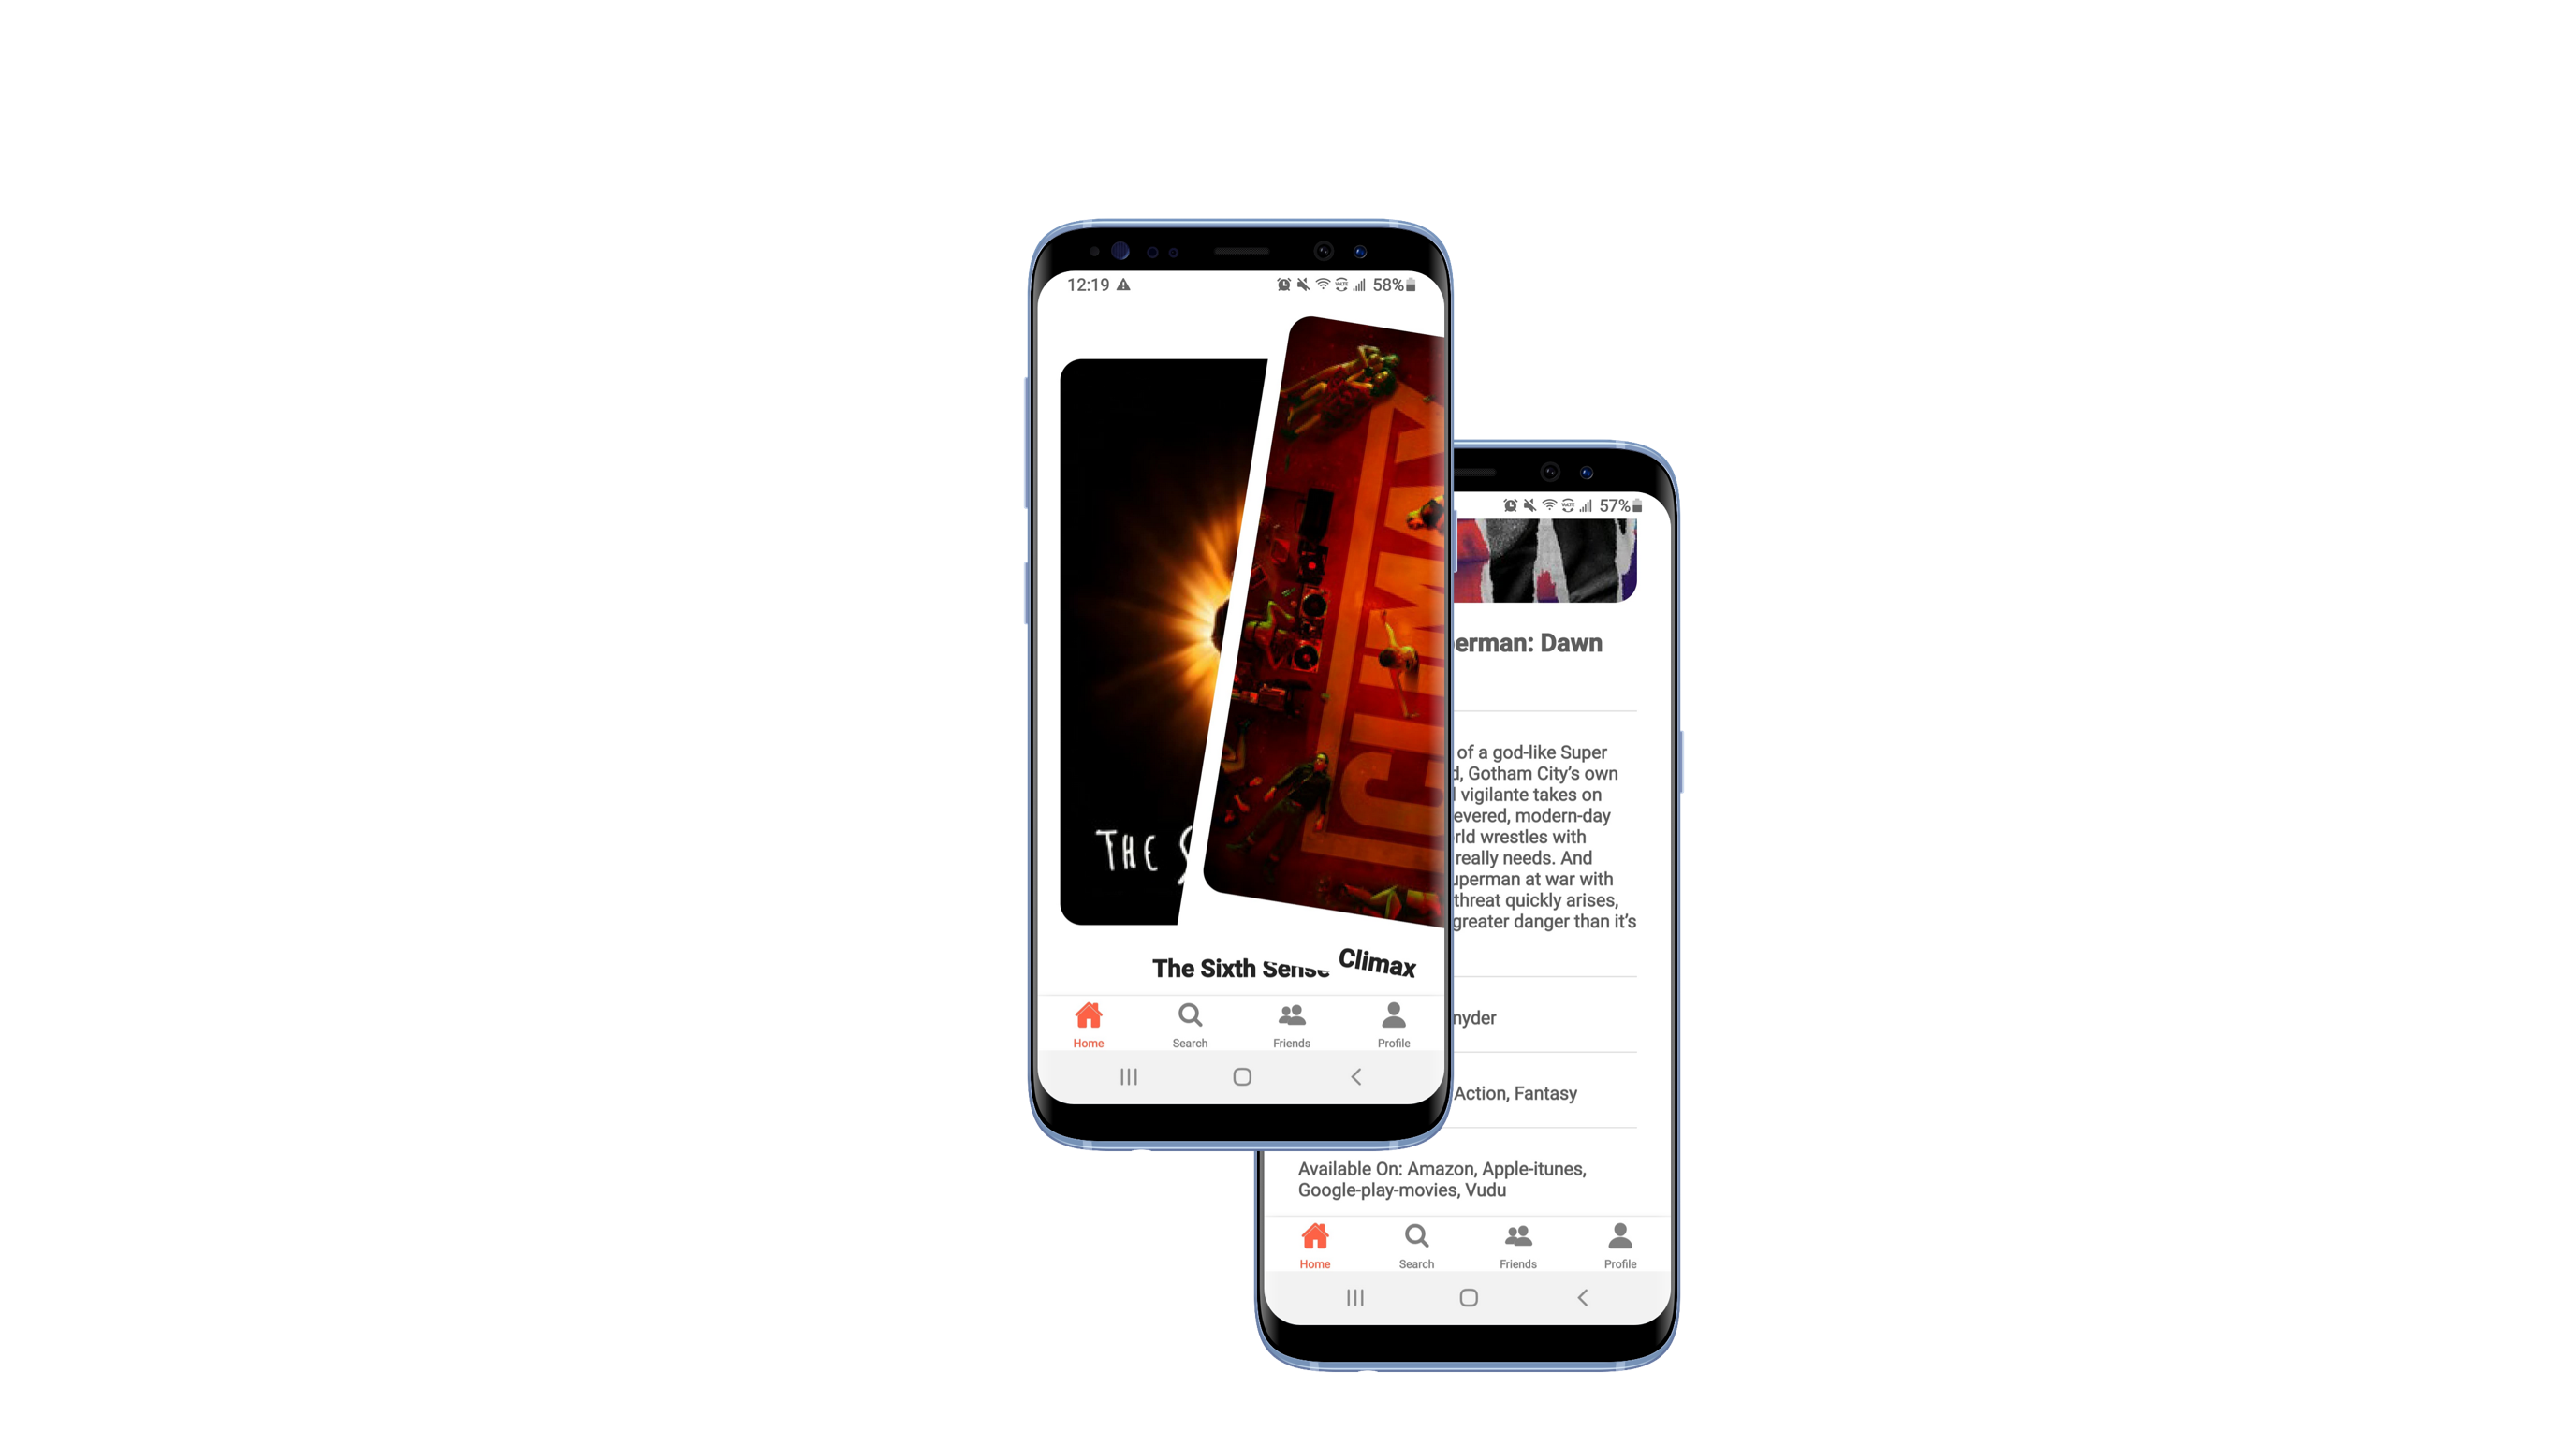 12:19
58%
CLIMAX
THE
The Sixth Sense
Climax
Home
Search
Friends
Profile
57%
erman: Dawn
of a god-like Super
d, Gotham City's own
vigilante takes on
evered, modern-day
rld wrestles with
really needs. And
uperman at war with
threat quickly arises,
greater danger than it's
nyder
Action, Fantasy
Available On: Amazon, Apple-itunes,
Google-play-movies, Vudu
Home
Search
Friends
Profile